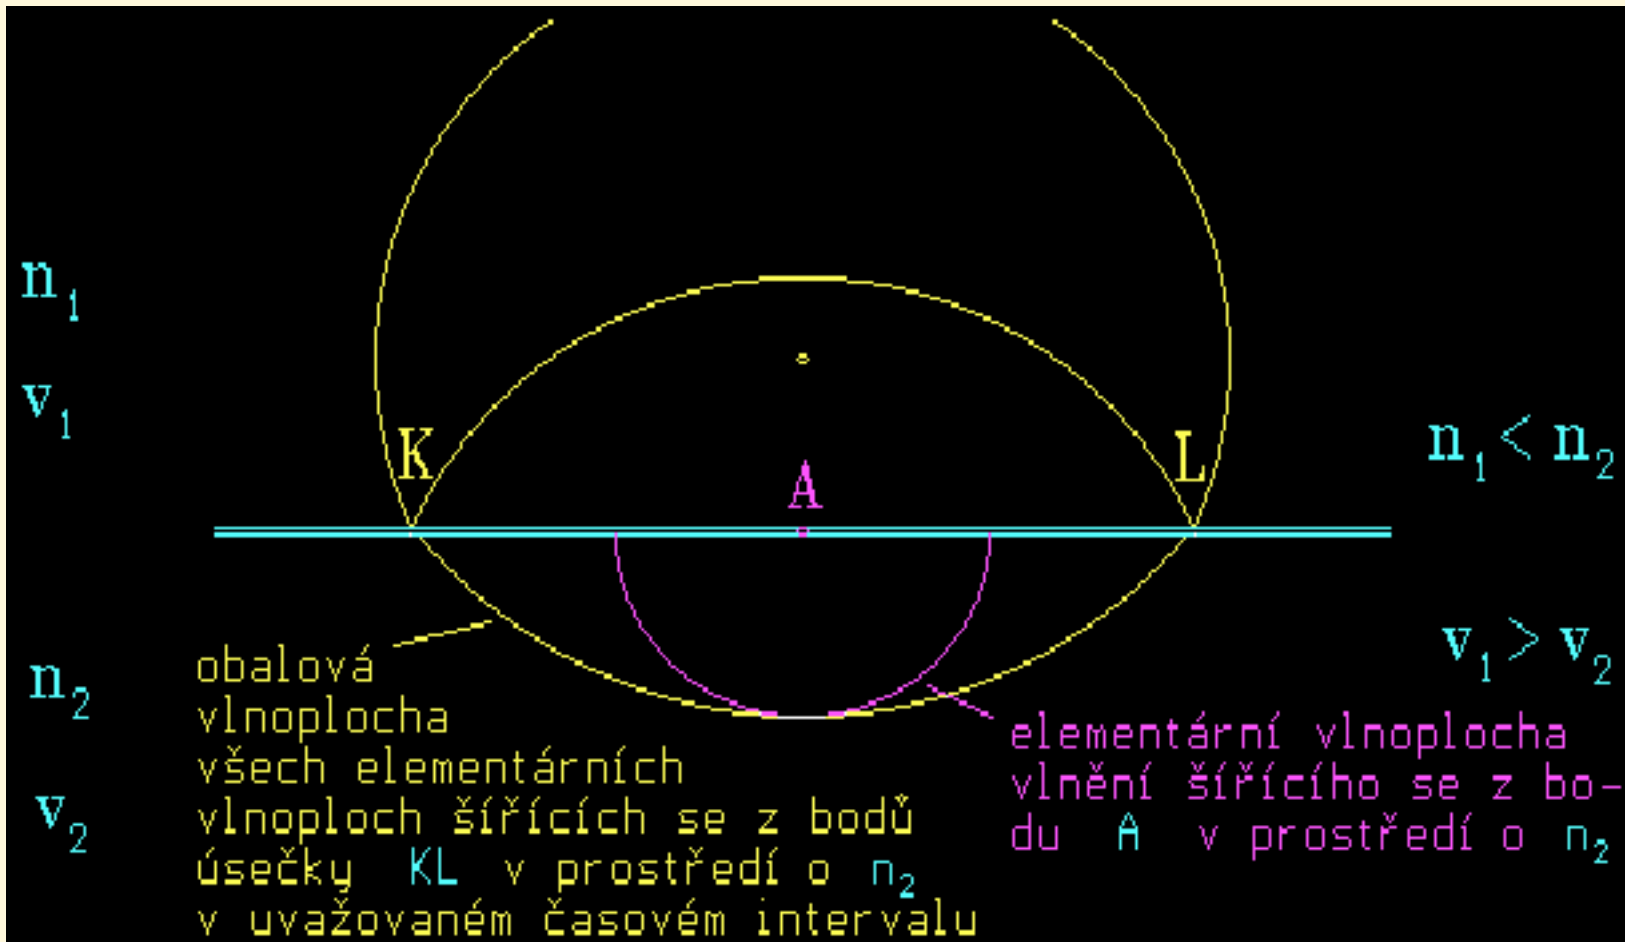 n₁
v₁
K
L
A
n₁ < n₂
v₁ > v₂
n₂
v₂
obalová
vlnoplocha
všech elementárních
vlnoploch šířících se z bodů
úsečky KL v prostředí o n₂
v uvažovaném časovém intervalu
elementární vlnoplocha
vlnění šířícího se z bo-
du A v prostředí o n₂